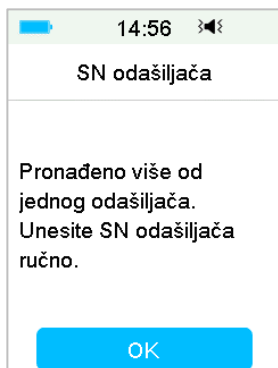 14:56
SN odašiljača
Pronađeno više od
jednog odašiljača.
Unesite SN odašiljača
ručno.
OK